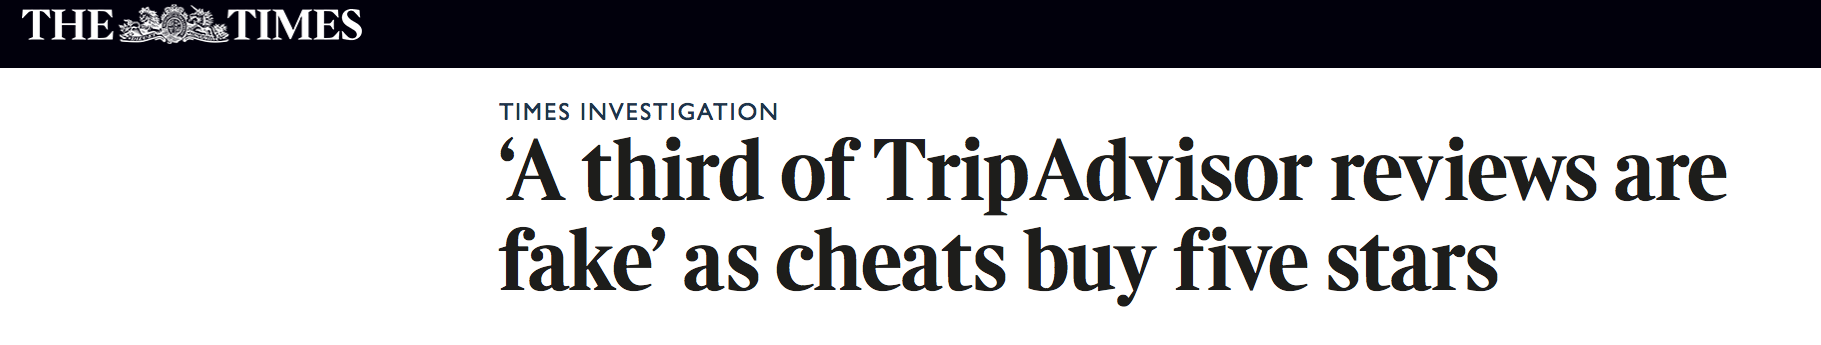 THE TIMES
TIMES INVESTIGATION
‘A third of TripAdvisor reviews are
fake’ as cheats buy five stars